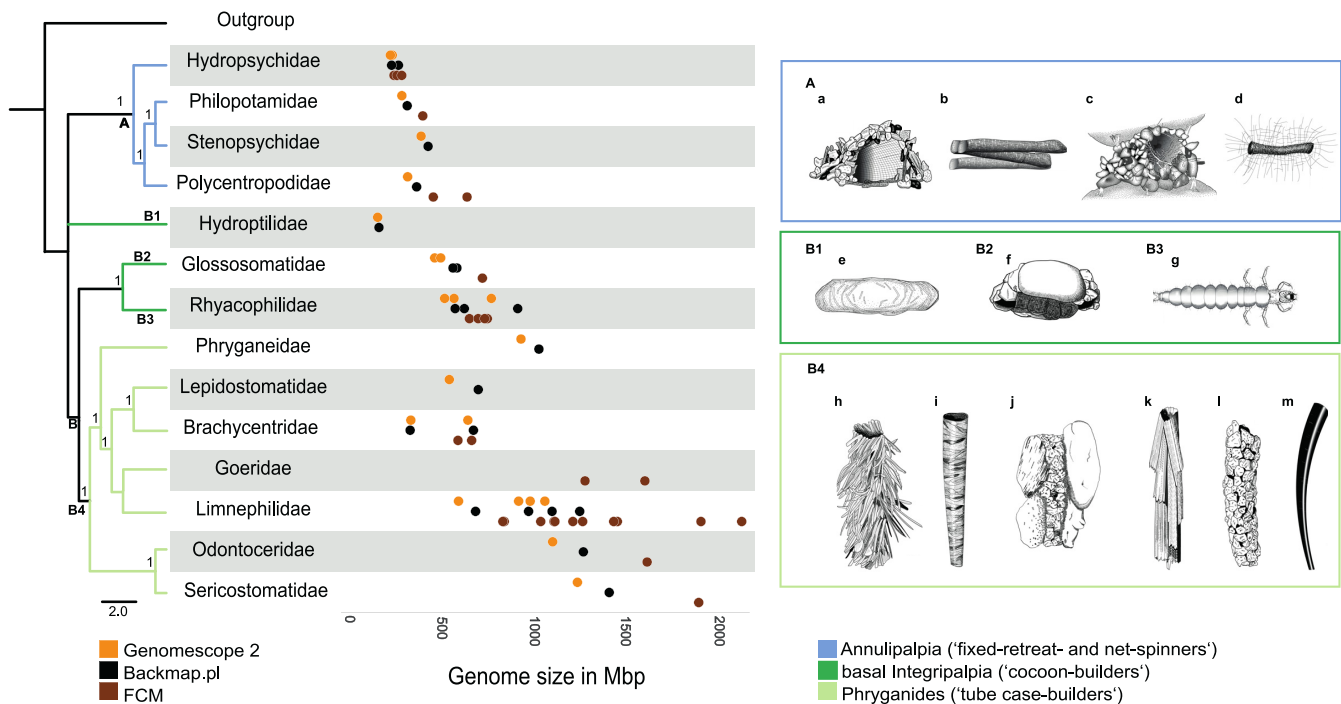 Outgroup
Hydropsychidae
Philopotamidae
Stenopsychidae
Polycentropodidae
Hydroptilidae
Glossosomatidae
Rhyacophilidae
Phryganeidae
Lepidostomatidae
Brachycentridae
Goeridae
Limnephilidae
Odontoceridae
Sericostomatidae
1
A
1
1
B1
B2
1
B3
1
1
1
B
1
B4
1
2.0
0
500
1000
1500
2000
Genome size in Mbp
Genomescope 2
Backmap.pl
FCM
A
a b c d
B1 B2 B3
e f g
B4
h i j k l m
Annulipalpia (‘fixed-retreat- and net-spinners‘)
basal Integripalpia (‘cocoon-builders‘)
Phryganides (‘tube case-builders‘)